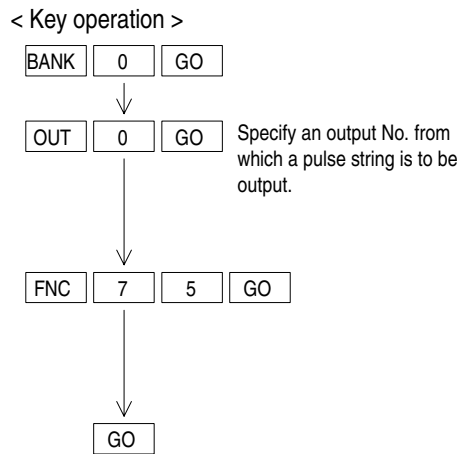 < Key operation >
BANK 0 GO
OUT 0 GO Specify an output No. from
which a pulse string is to be
output.
FNC 7 5 GO
GO